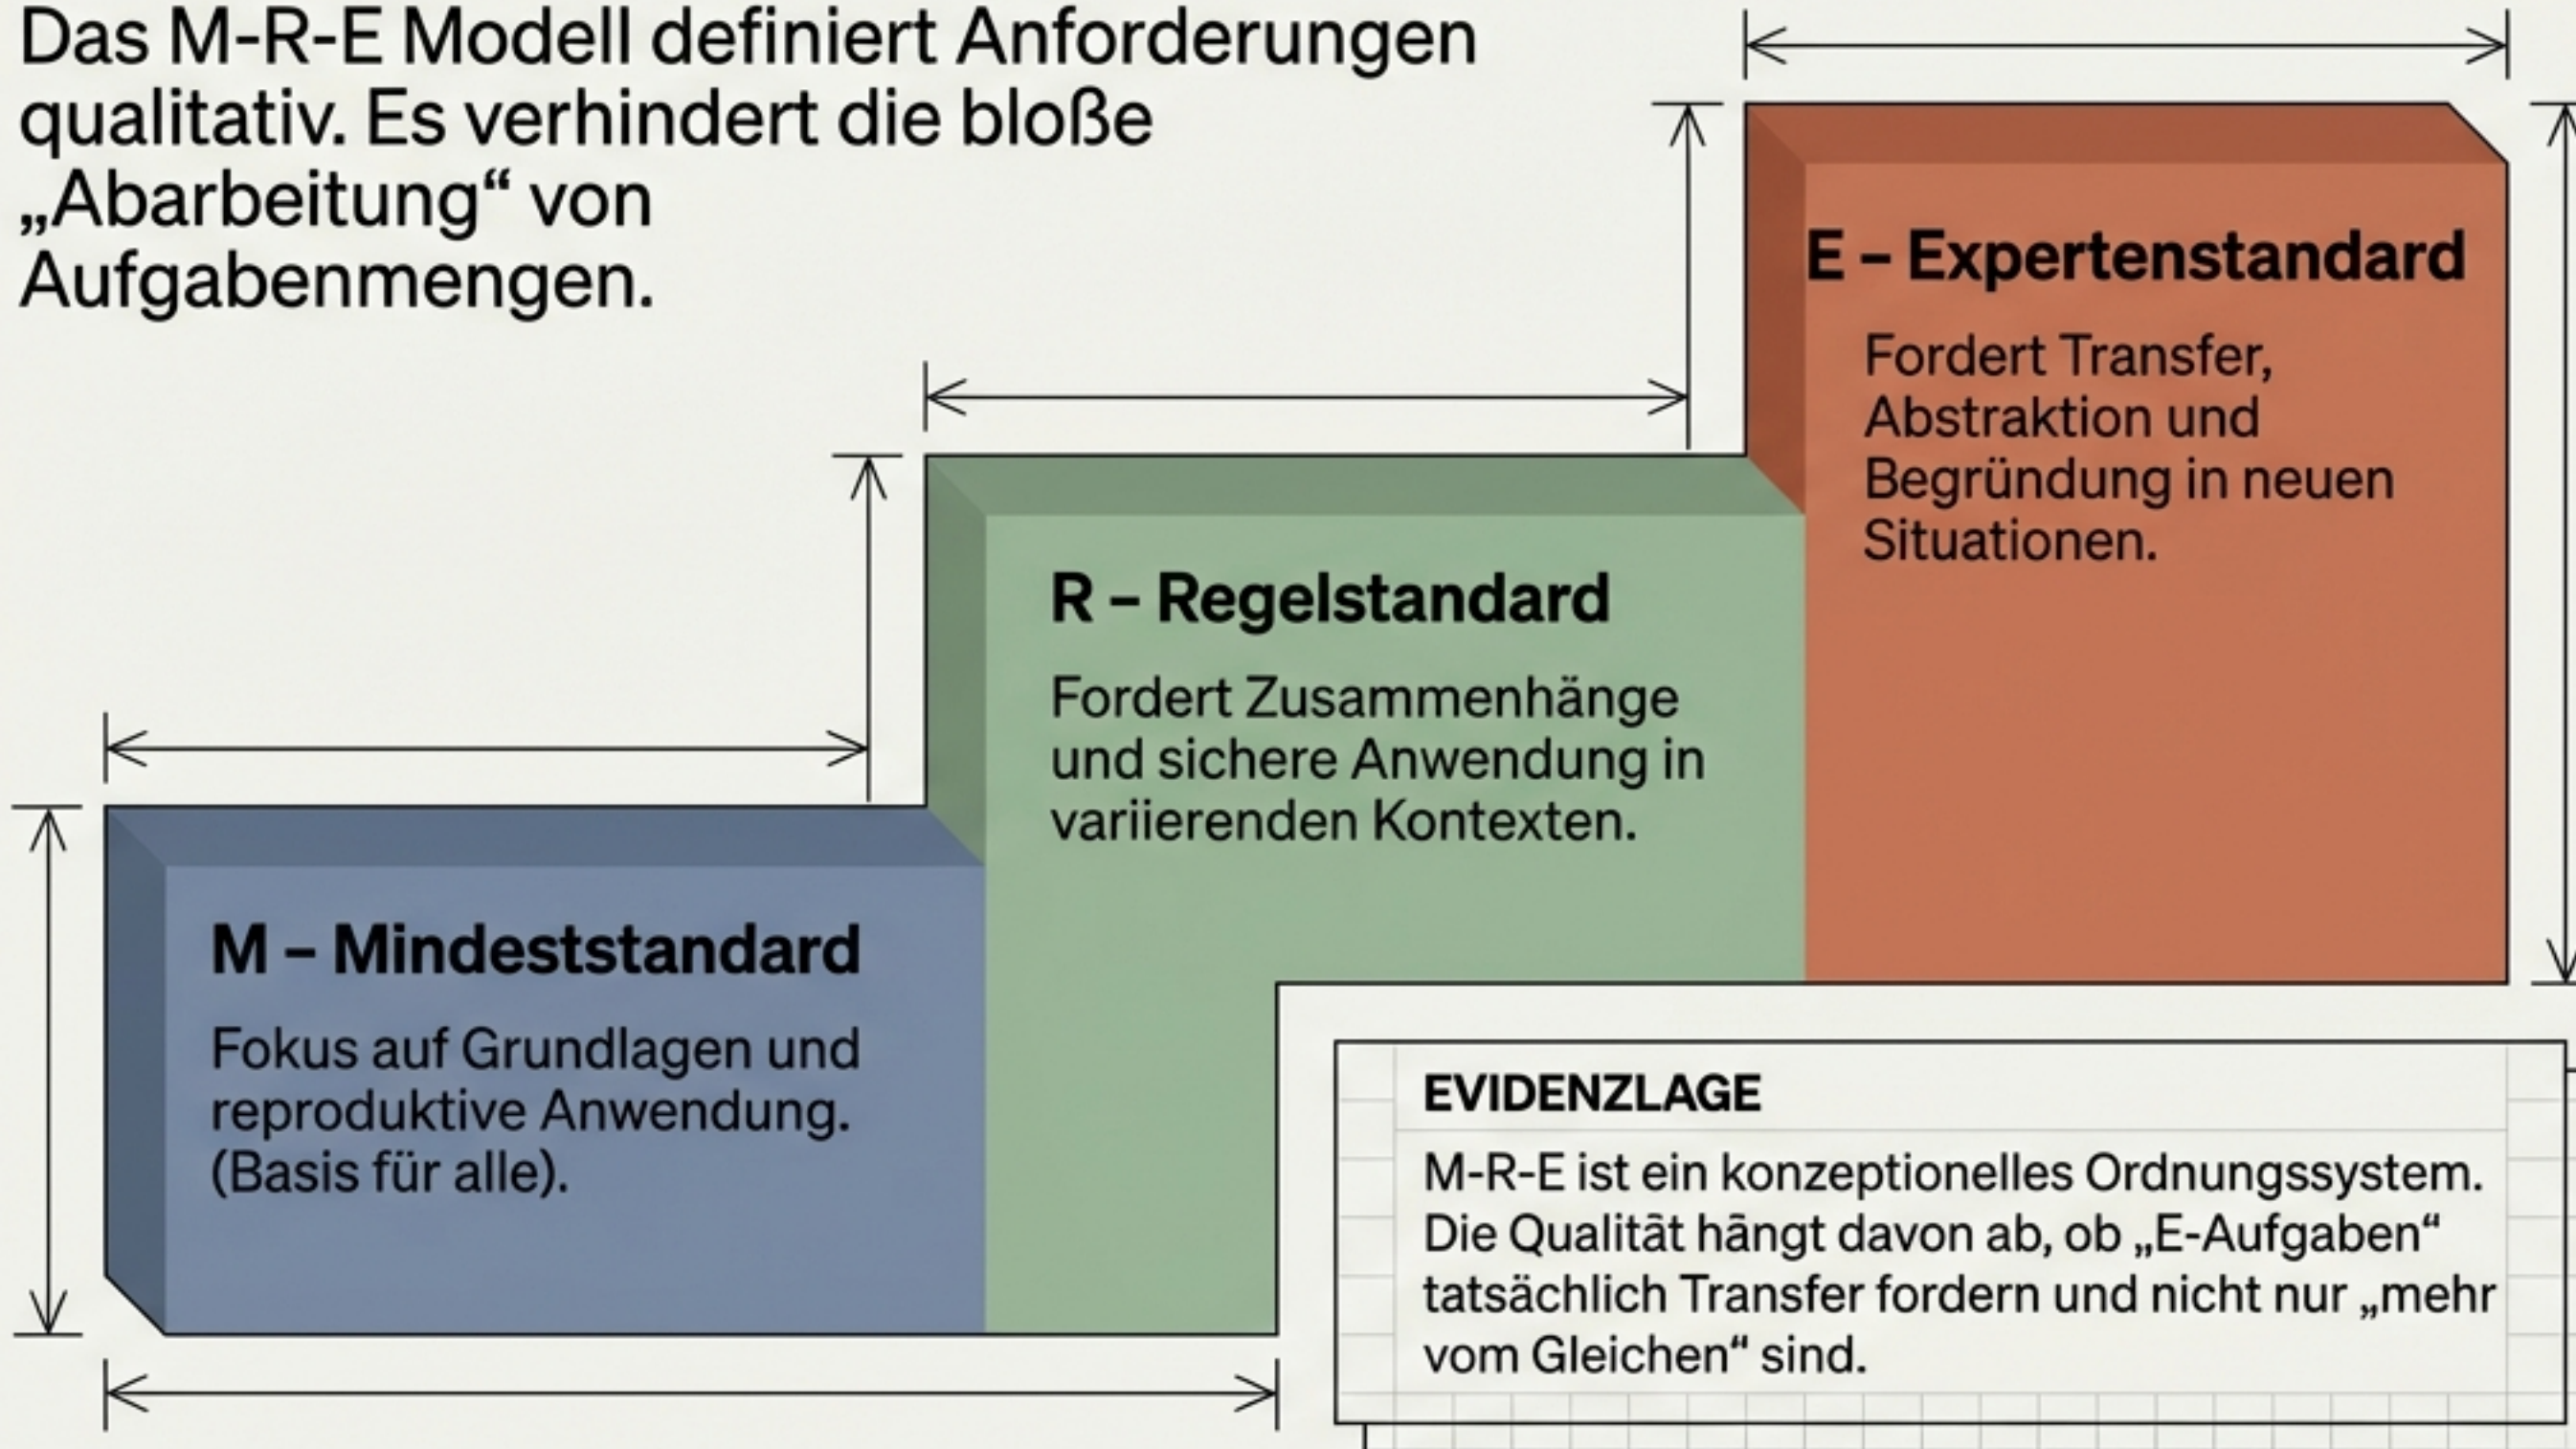 Das M-R-E Modell definiert Anforderungen
qualitativ. Es verhindert die bloße
„Abarbeitung“ von
Aufgabenmengen.
E – Expertenstandard
Fordert Transfer,
Abstraktion und
Begründung in neuen
Situationen.
R – Regelstandard
Fordert Zusammenhänge
und sichere Anwendung in
variierenden Kontexten.
M – Mindeststandard
Fokus auf Grundlagen und
reproduktive Anwendung.
(Basis für alle).
EVIDENZLAGE
M-R-E ist ein konzeptionelles Ordnungssystem.
Die Qualität hängt davon ab, ob „E-Aufgaben“
tatsächlich Transfer fordern und nicht nur „mehr
vom Gleichen“ sind.